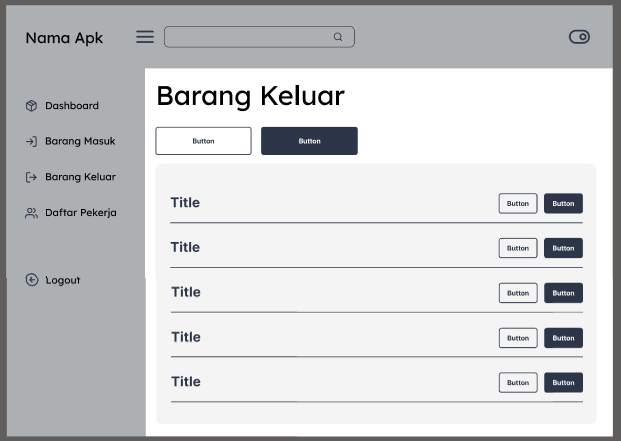 Nama Apk
Dashboard
Barang Masuk
Barang Keluar
Daftar Pekerja
Logout
Barang Keluar
Button Button
Title Button Button
Title Button Button
Title Button Button
Title Button Button
Title Button Button